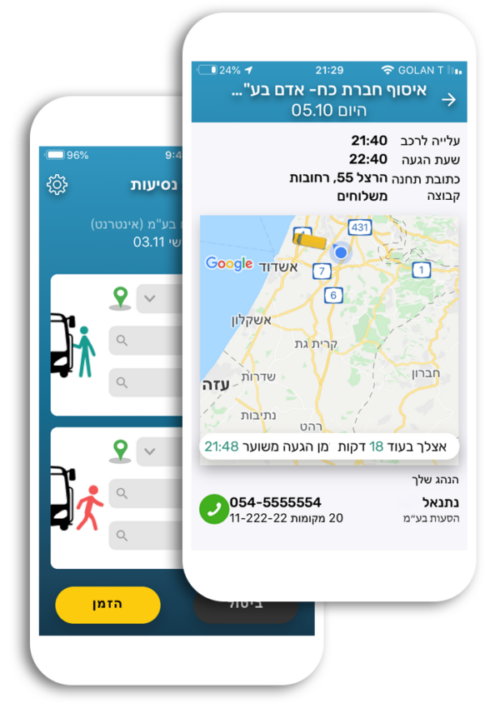 24%
21:29
GOLAN T
איסוף חברת כח- אדם בע"מ...
היום 05.10
עלייה לרכב 21:40
שעת הגעה 22:40
כתובת תחנה הרצל 55, רחובות
קבוצה משלוחים
431
Google
אשדוד
7
1
6
אשקלון
קרית גת
חברון
שדרות
עזה
נתיבות
רהט
אצלך בעוד 18 דקות זמן הגעה משוער 21:48
הנהג שלך
נתנאל 054-5555554
הסעות בע״מ 20 מקומות 11-222-22
96%
9:4
נסיעות
בע"מ (אינטרנט)
שי 03.11
הזמן
ביטול